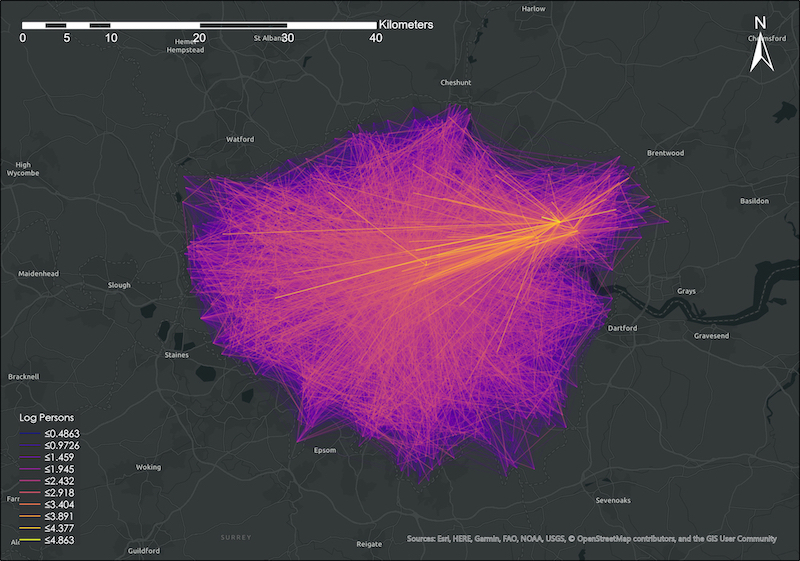 Harlow
Kilometers
0 5 10 20 30 40
N
St Albans
Hemel
Hempstead
Cheshunt
Watford
Brentwood
High
Wycombe
Basildon
Maidenhead
Slough
Grays
Dartford
Gravesend
Staines
Bracknell
Log Persons
≤0.4863
≤0.9726
≤1.459
≤1.945
≤2.432
≤2.918
≤3.404
≤3.891
≤4.377
≤4.863
Epsom
Woking
Sevenoaks
SURREY
Reigate
Guildford
Sources: Esri, HERE, Garmin, FAO, NOAA, USGS, © OpenStreetMap contributors, and the GIS User Community